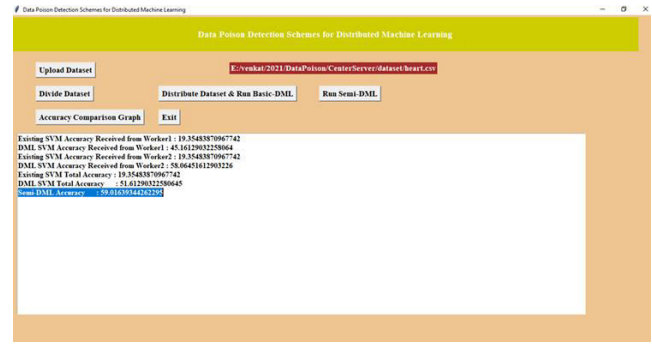 Data Poison Detection Schemes for Distributed Machine Learning
Data Poison Detection Schemes for Distributed Machine Learning
Upload Dataset
E:/venkat/2021/DataPoison/CenterServer/dataset/heart.csv
Divide Dataset
Distribute Dataset & Run Basic-DML
Run Semi-DML
Accuracy Comparison Graph
Exit
Existing SVM Accuracy Received from Worker1 : 19.35483870967742
DML SVM Accuracy Received from Worker1 : 45.16129032258064
Existing SVM Accuracy Received from Worker2 : 19.35483870967742
DML SVM Accuracy Received from Worker2 : 58.06451612903226
Existing SVM Total Accuracy : 19.35483870967742
DML SVM Total Accuracy : 51.61290322580645
Semi-DML Accuracy : 59.01639344262295